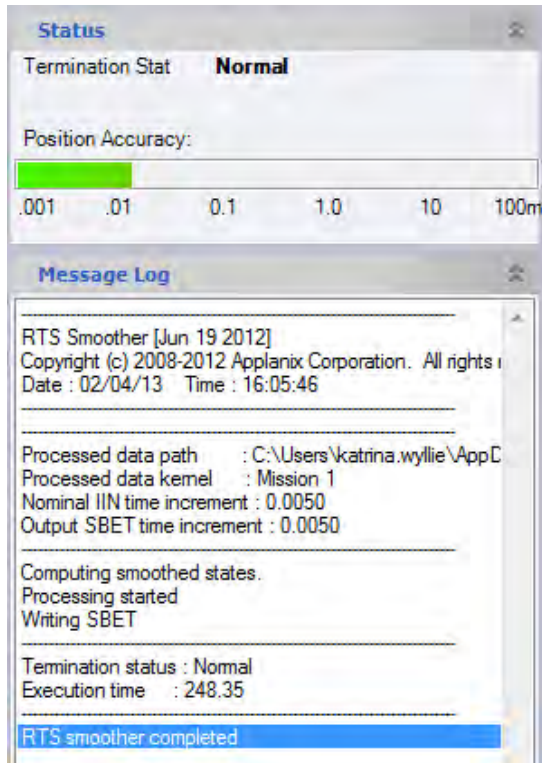 Status
Termination Stat Normal
Position Accuracy:
.001 .01 0.1 1.0 10 100m
Message Log
RTS Smoother [Jun 19 2012]
Copyright (c) 2008-2012 Applanix Corporation. All rights
Date : 02/04/13 Time : 16:05:46
Processed data path : C:\Users\katrina.wyllie\AppD
Processed data kernel : Mission 1
Nominal IIN time increment : 0.0050
Output SBET time increment : 0.0050
Computing smoothed states.
Processing started
Writing SBET
Termination status : Normal
Execution time : 248.35
RTS smoother completed